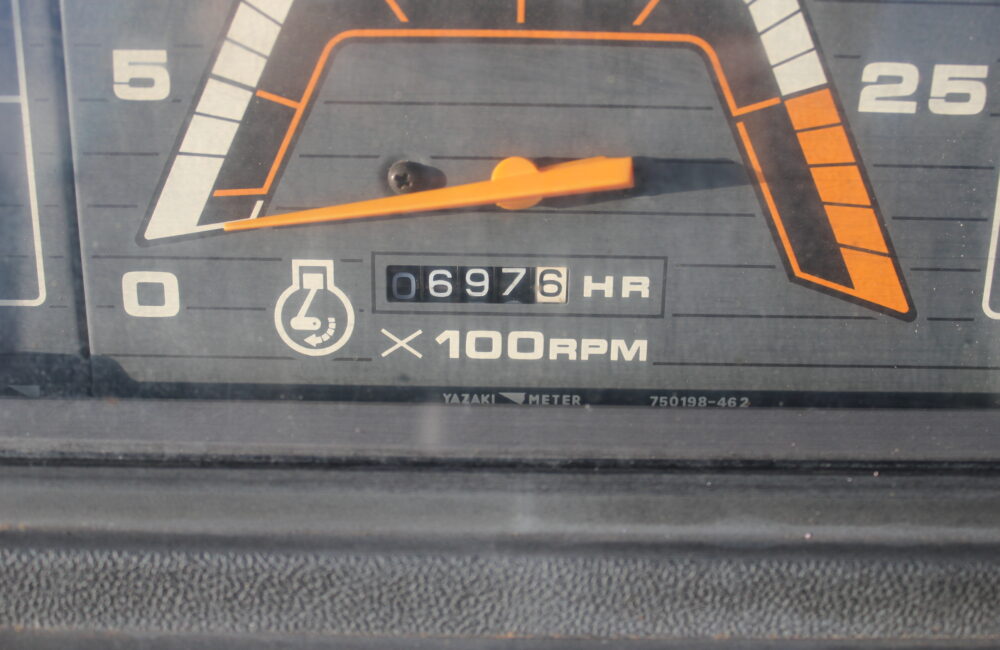 5
25
0
06976 HR
×100RPM
YAZAKI METER 750198-462